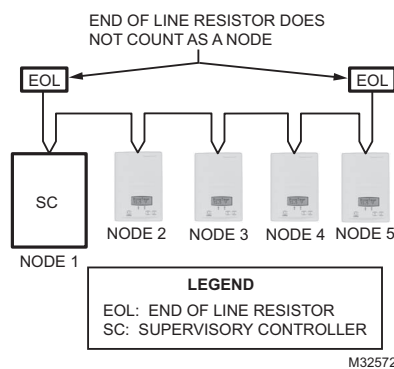 END OF LINE RESISTOR DOES
NOT COUNT AS A NODE
EOL
EOL
SC
NODE 1
NODE 2
NODE 3
NODE 4
NODE 5
LEGEND
EOL: END OF LINE RESISTOR
SC: SUPERVISORY CONTROLLER
M32572